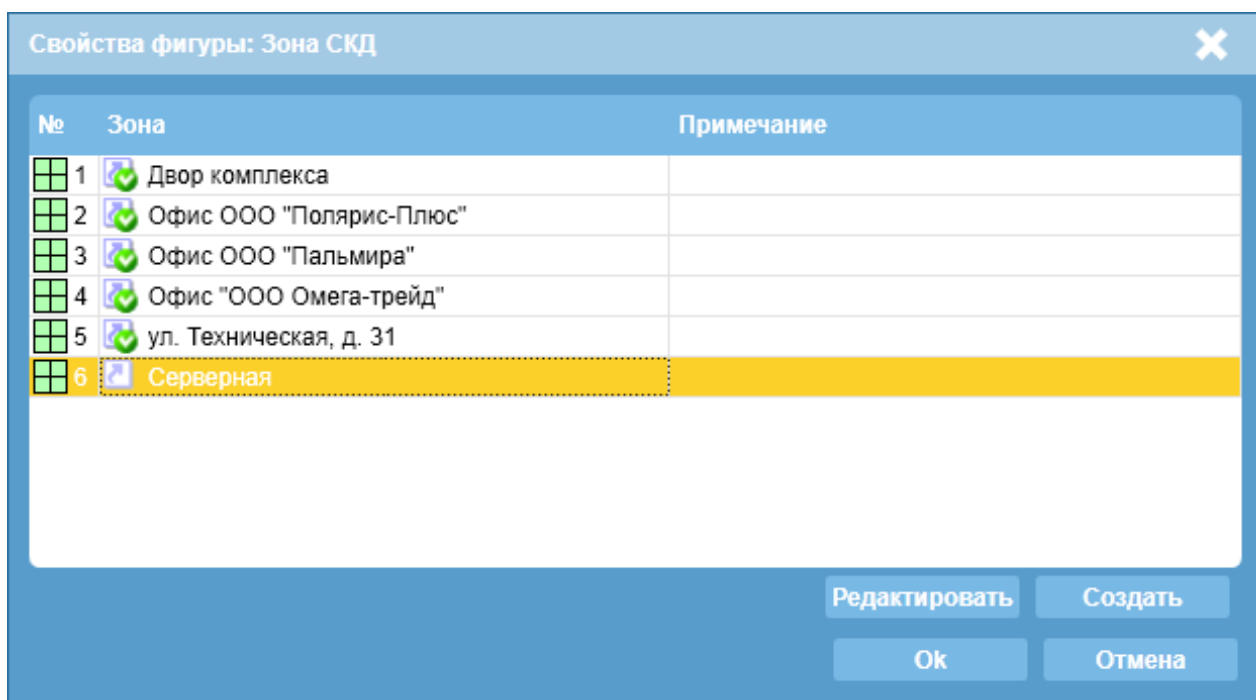 Свойства фигуры: Зона СКД
№ Зона Примечание
1 Двор комплекса
2 Офис ООО "Полярис-Плюс"
3 Офис ООО "Пальмира"
4 Офис "ООО Омега-трейд"
5 ул. Техническая, д. 31
6 Серверная
Редактировать Создать
Ok Отмена